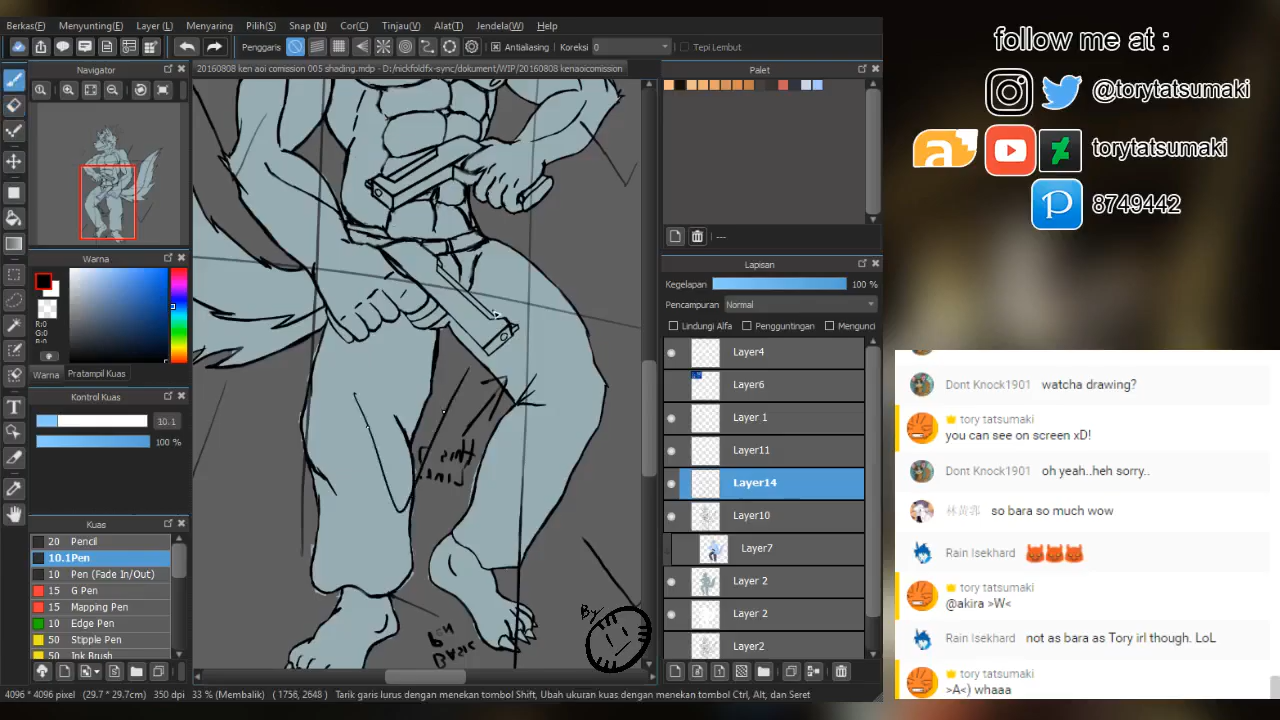 Berkas(F) Menyunting(E) Layer (L) Menyaring Pilih(S) Snap (N) Cor(C) Tinjau(V) Alat(T) Jendela(W) Help
Penggaris Antialiasing Koreksi 0 Tepi Lembut
Navigator
20160808 ken aoi comission 005 shading.mdp - D:/nickfoldfx-sync/dokument/WIP/20160808 kenaoicomission
Palet
---
Warna
R:0
G:0
Warna Pratampil Kuas
Kontrol Kuas
10.1
100 %
Kuas
20 Pencil
10.1 Pen
10 Pen (Fade In/Out)
15 G Pen
15 Mapping Pen
10 Edge Pen
50 Stipple Pen
50 Ink Brush
this
Line
By
Lapisan
Kegelapan 100 %
Pencampuran Normal
Lindungi Alfa Pengguntingan Mengunci
Layer4
Layer6
Layer 1
Layer11
Layer14
Layer10
Layer7
Layer 2
Layer 2
Layer2
4096 * 4096 pixel (29.7 * 29.7cm) 350 dpi 33 % (Membalik) ( 1756, 2648 ) Tarik garis lurus dengan menekan tombol Shift, Ubah ukuran kuas dengan menekan tombol Ctrl, Alt, dan Seret
follow me at :
@torytatsumaki
torytatsumaki
8749442
Dont Knock1901 watcha drawing?
tory tatsumaki
you can see on screen xD!
Dont Knock1901 oh yeah..heh sorry..
so bara so much wow
Rain Isekhard
tory tatsumaki
@akira >W<
Rain Isekhard not as bara as Tory irl though. LoL
tory tatsumaki
>A<) whaaa